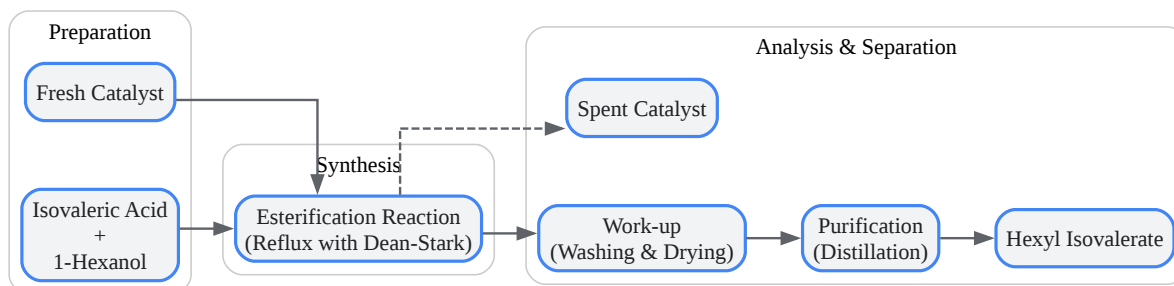 Preparation
Fresh Catalyst
Isovaleric Acid
+
1-Hexanol
Synthesis
Esterification Reaction
(Reflux with Dean-Stark)
Analysis & Separation
Spent Catalyst
Work-up
(Washing & Drying)
Purification
(Distillation)
Hexyl Isovalerate